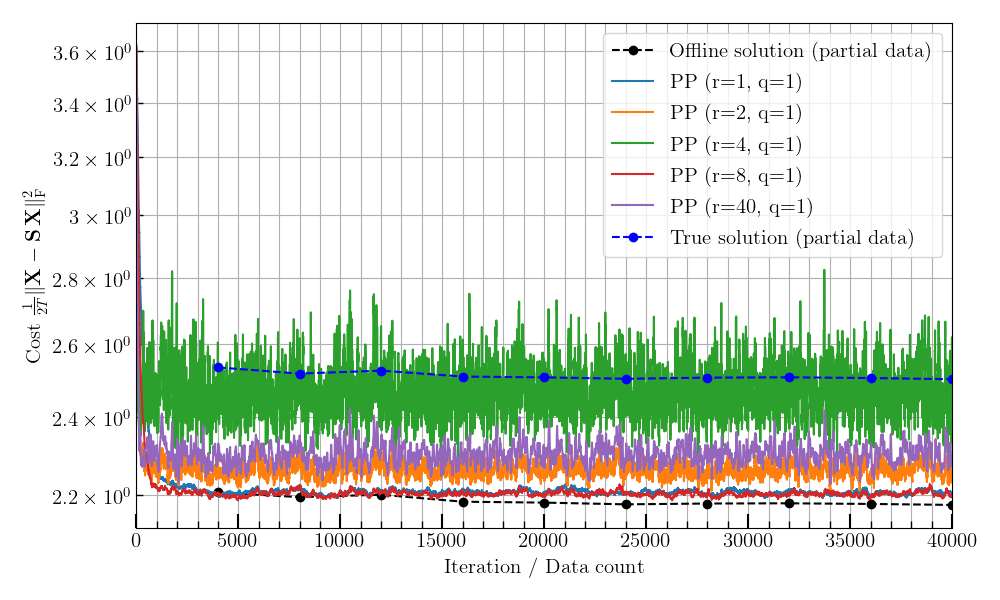 3.6 × 10⁰
3.4 × 10⁰
3.2 × 10⁰
3 × 10⁰
2.8 × 10⁰
2.6 × 10⁰
2.4 × 10⁰
2.2 × 10⁰
Cost 1/2T ||X − S X||²_F
Offline solution (partial data)
PP (r=1, q=1)
PP (r=2, q=1)
PP (r=4, q=1)
PP (r=8, q=1)
PP (r=40, q=1)
True solution (partial data)
0 5000 10000 15000 20000 25000 30000 35000 40000
Iteration / Data count